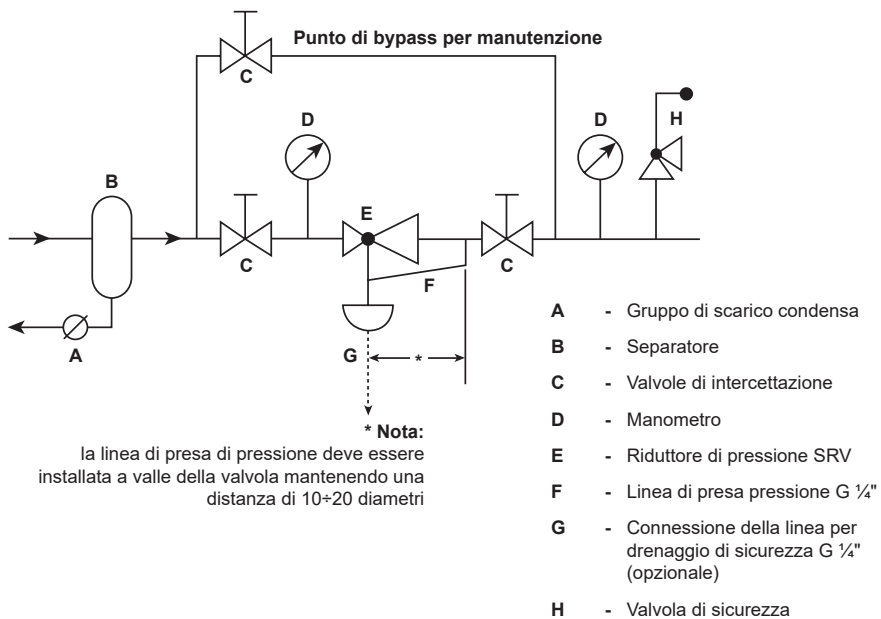 Punto di bypass per manutenzione
C
D
D
H
B
E
C
C
F
A
G
*
* Nota:
la linea di presa di pressione deve essere
installata a valle della valvola mantenendo una
distanza di 10÷20 diametri
A - Gruppo di scarico condensa
B - Separatore
C - Valvole di intercettazione
D - Manometro
E - Riduttore di pressione SRV
F - Linea di presa pressione G ¼"
G - Connessione della linea per
drenaggio di sicurezza G ¼"
(opzionale)
H - Valvola di sicurezza